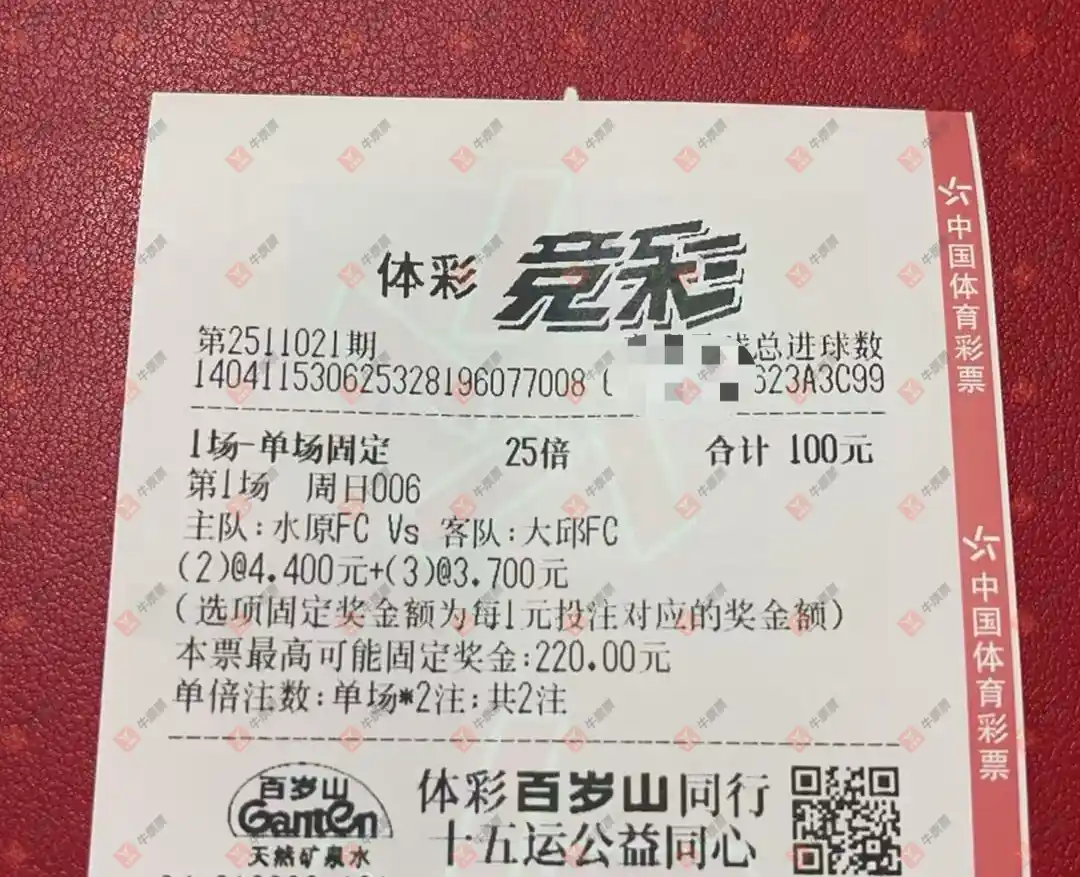 体彩 竞彩
第2511021期 总进球数
140411530625328196077008 623A3C99
1场-单场固定 25倍 合计 100元
第1场 周日006
主队:水原FC Vs 客队:大邱FC
(2)@4.400元+(3)@3.700元
(选项固定奖金额为每1元投注对应的奖金额)
本票最高可能固定奖金:220.00元
单倍注数:单场*2注:共2注
百岁山
Ganten
天然矿泉水
体彩百岁山同行
十五运公益同心
中国体育彩票
中国体育彩票